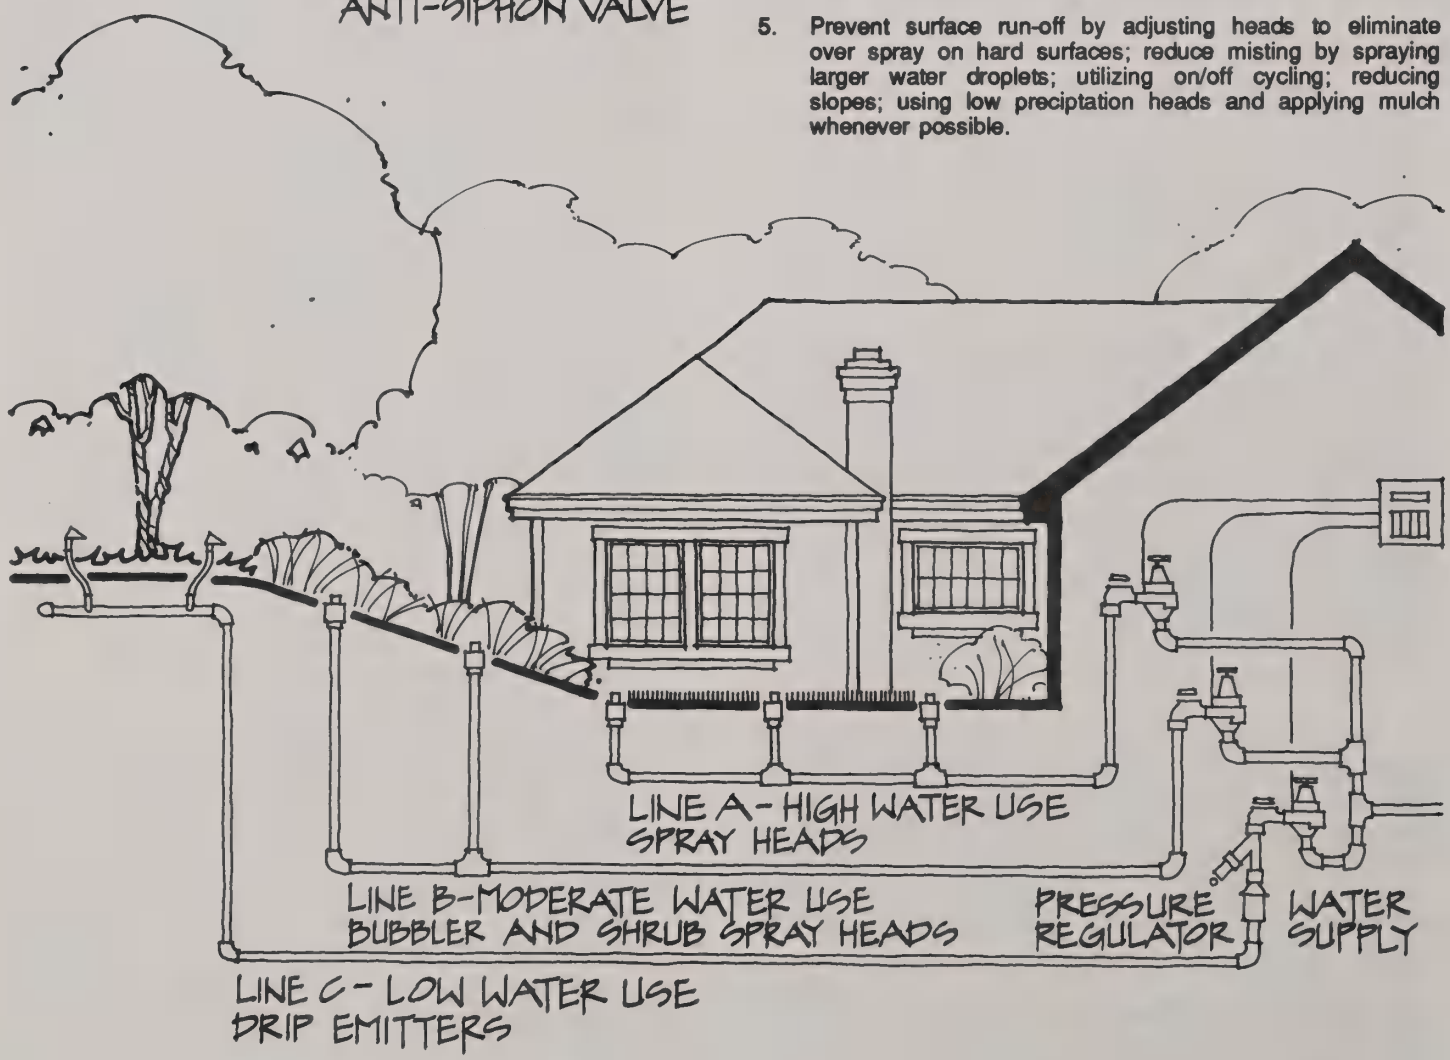 ANTI-SIPHON VALVE
5. Prevent surface run-off by adjusting heads to eliminate
over spray on hard surfaces; reduce misting by spraying
larger water droplets; utilizing on/off cycling; reducing
slopes; using low preciptation heads and applying mulch
whenever possible.
LINE A-HIGH WATER USE
SPRAY HEADS
LINE B-MODERATE WATER USE
BUBBLER AND SHRUB SPRAY HEADS
PRESSURE
REGULATOR
WATER
SUPPLY
LINE C-LOW WATER USE
DRIP EMITTERS